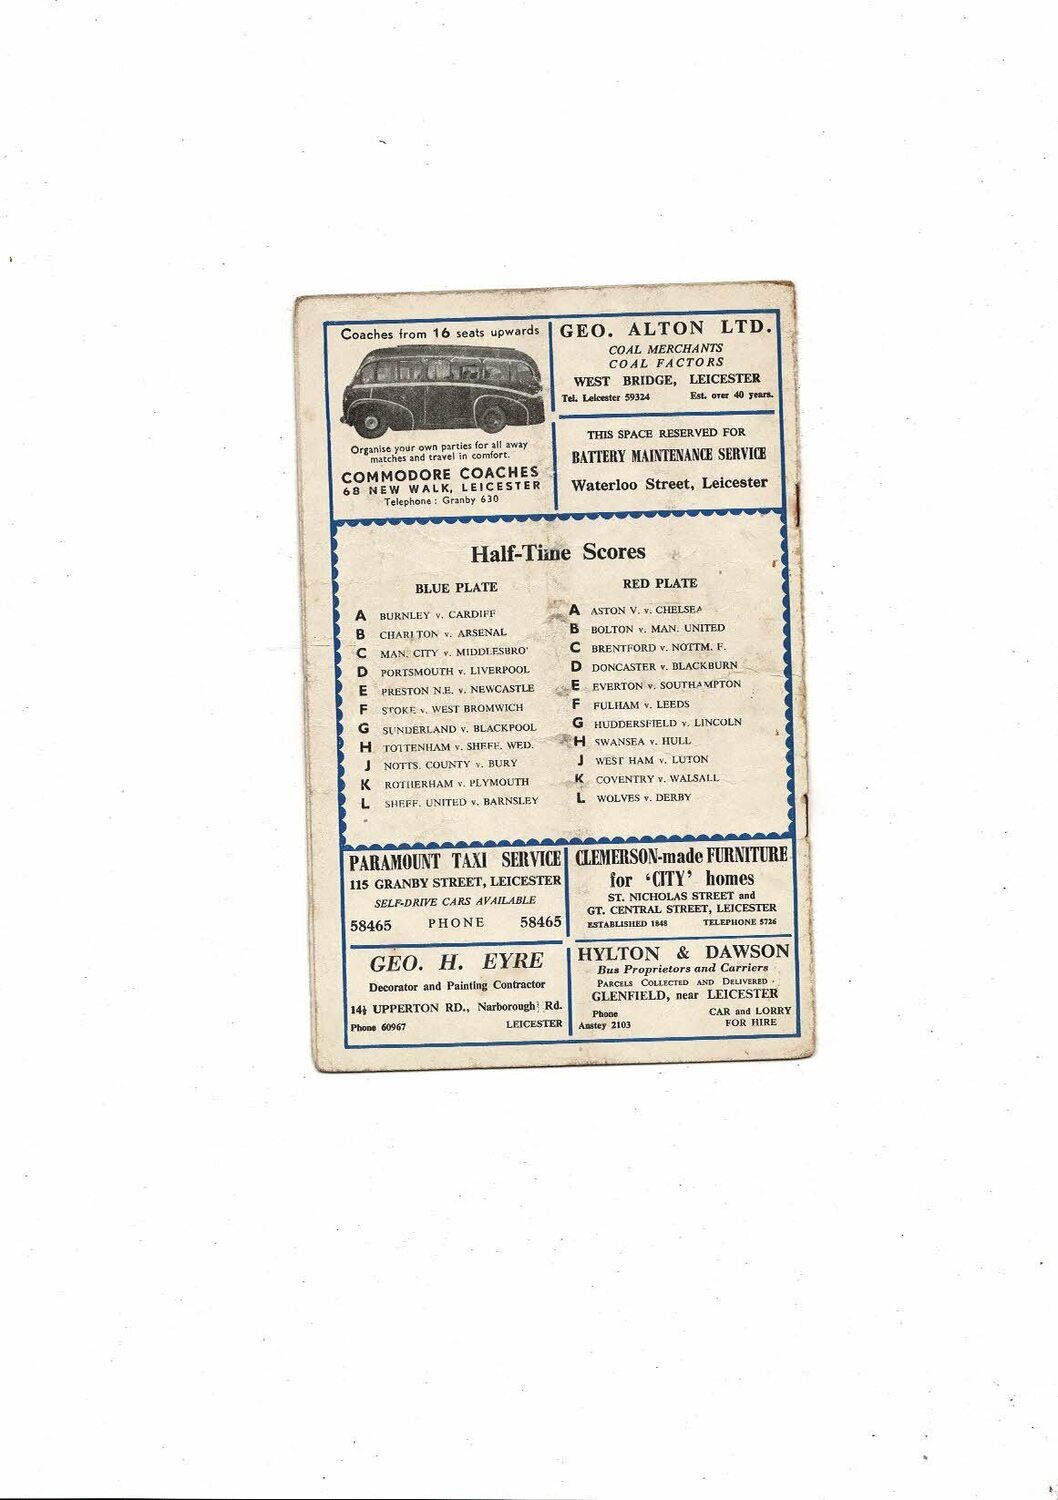 Coaches from 16 seats upwards
Organise your own parties for all away
matches and travel in comfort.
COMMODORE COACHES
68 NEW WALK, LEICESTER
Telephone : Granby 630
GEO. ALTON LTD.
COAL MERCHANTS
COAL FACTORS
WEST BRIDGE, LEICESTER
Tel. Leicester 59324 Est. over 40 years.
THIS SPACE RESERVED FOR
BATTERY MAINTENANCE SERVICE
Waterloo Street, Leicester
Half-Time Scores
BLUE PLATE
A BURNLEY v. CARDIFF
B CHARLTON v. ARSENAL
C MAN. CITY v. MIDDLESBRO'
D PORTSMOUTH v. LIVERPOOL
E PRESTON N.E. v. NEWCASTLE
F STOKE v. WEST BROMWICH
G SUNDERLAND v. BLACKPOOL
H TOTTENHAM v. SHEFF. WED.
J NOTTS. COUNTY v. BURY
K ROTHERHAM v. PLYMOUTH
L SHEFF. UNITED v. BARNSLEY
RED PLATE
A ASTON V. v. CHELSEA
B BOLTON v. MAN. UNITED
C BRENTFORD v. NOTTM. F.
D DONCASTER v. BLACKBURN
E EVERTON v. SOUTHAMPTON
F FULHAM v. LEEDS
G HUDDERSFIELD v. LINCOLN
H SWANSEA v. HULL
J WEST HAM v. LUTON
K COVENTRY v. WALSALL
L WOLVES v. DERBY
PARAMOUNT TAXI SERVICE
115 GRANBY STREET, LEICESTER
SELF-DRIVE CARS AVAILABLE
58465 PHONE 58465
CLEMERSON-made FURNITURE
for 'CITY' homes
ST. NICHOLAS STREET and
GT. CENTRAL STREET, LEICESTER
ESTABLISHED 1848 TELEPHONE 5726
GEO. H. EYRE
Decorator and Painting Contractor
14½ UPPERTON RD., Narborough Rd.
Phone 60967 LEICESTER
HYLTON & DAWSON
Bus Proprietors and Carriers
PARCELS COLLECTED AND DELIVERED
GLENFIELD, near LEICESTER
Phone CAR and LORRY
Anstey 2103 FOR HIRE